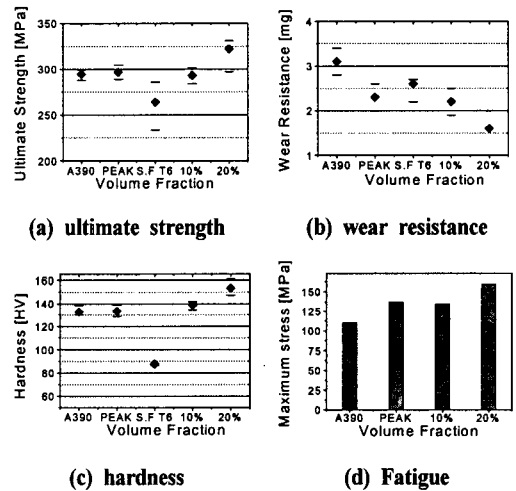 Ultimate Strength [MPa]
350
300
250
200
A390 PEAK S.F T6 10% 20%
Volume Fraction
(a) ultimate strength
Wear Resistance [mg]
4
3
2
1
A390 PEAK S.F T6 10% 20%
Volume Fraction
(b) wear resistance
Hardness [HV]
160
140
120
100
80
60
A390 PEAK S.F T6 10% 20%
Volume Fraction
(c) hardness
Maximum stress [MPa]
150
125
100
75
50
25
0
A390 PEAK 10% 20%
Volume Fraction
(d) Fatigue